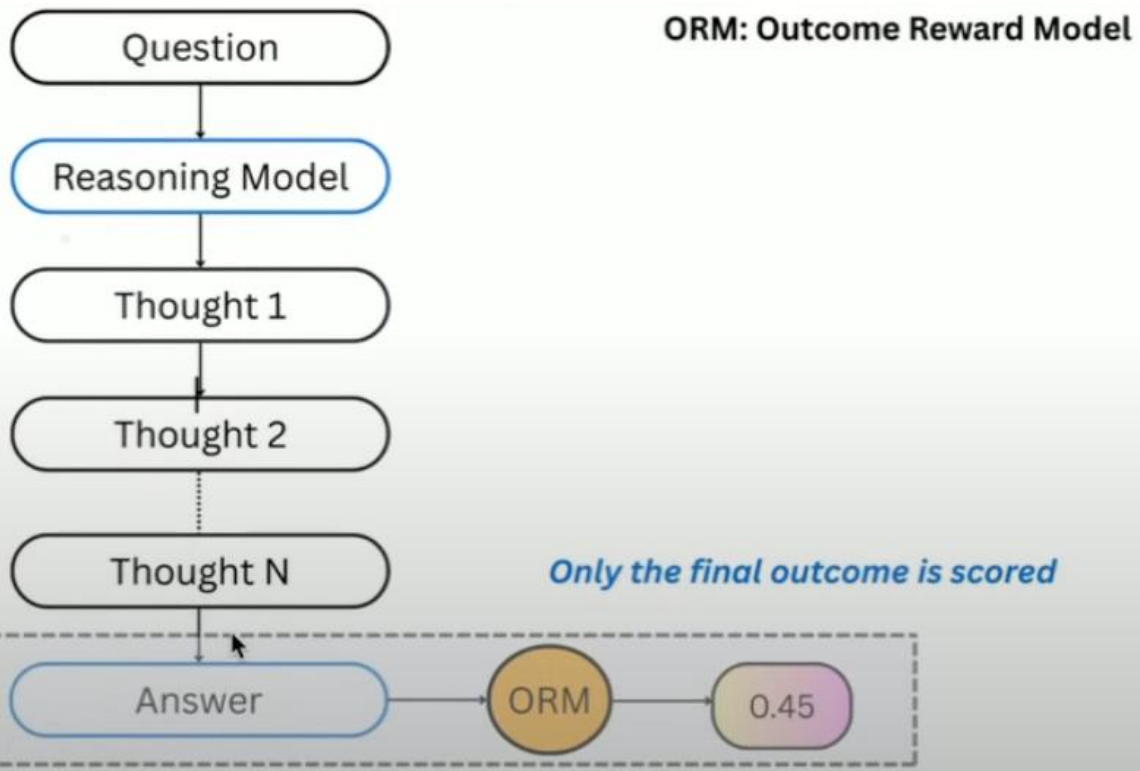 ORM: Outcome Reward Model
Question
Reasoning Model
Thought 1
Thought 2
Thought N
Only the final outcome is scored
Answer
ORM
0.45